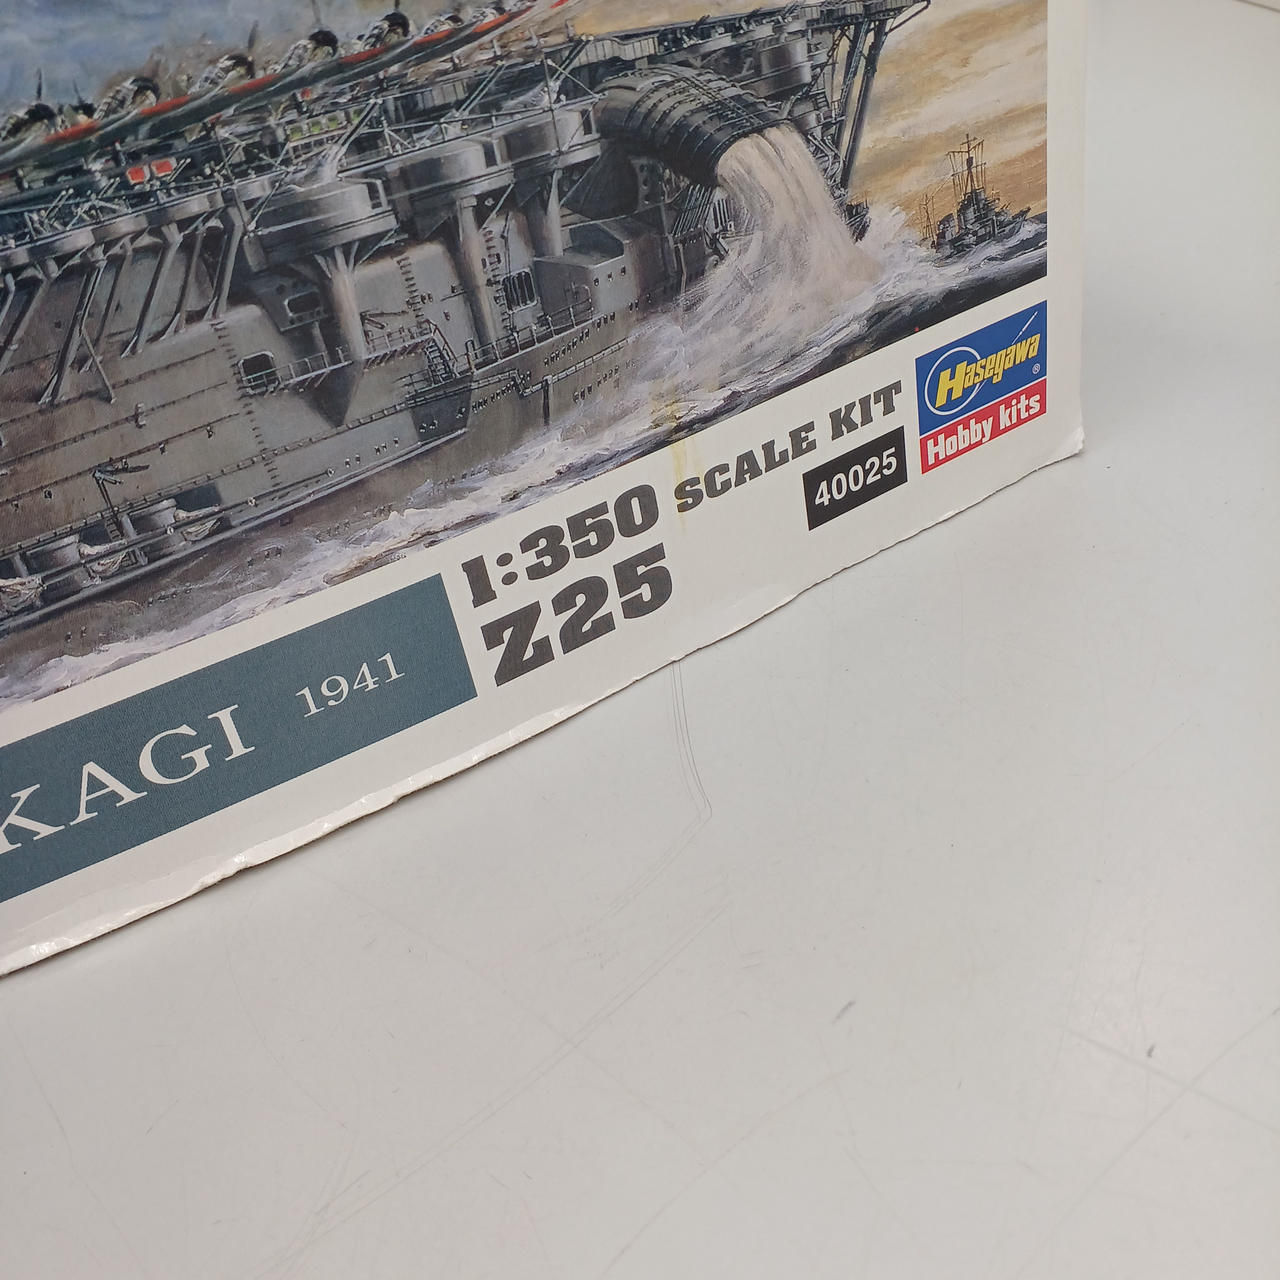 Hasegawa®
Hobby kits
1:350 SCALE KIT
40025
Z25
KAGI 1941